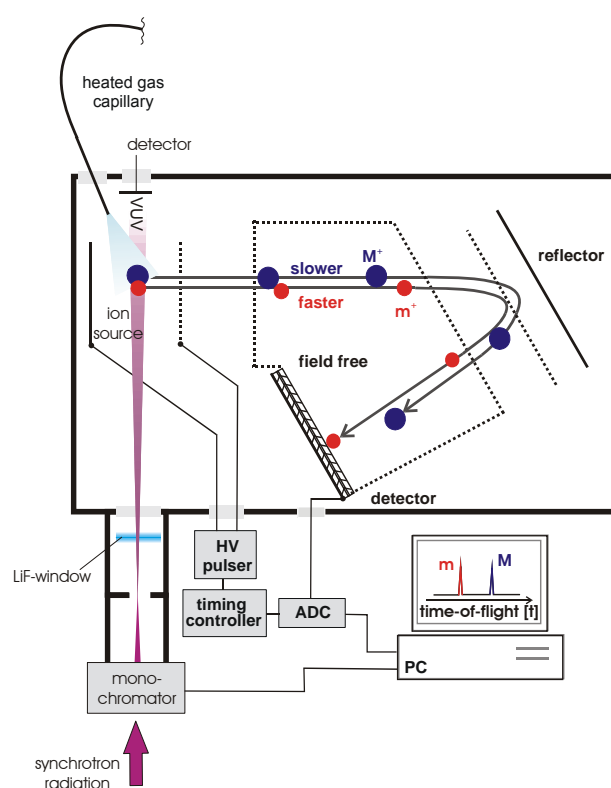 heated gas
capillary
detector
VUV
M⁺
slower
faster
m⁺
reflector
ion
source
field free
detector
LiF-window
HV
pulser
timing
controller
ADC
m
M
time-of-flight [t]
PC
mono-
chromator
synchrotron
radiation